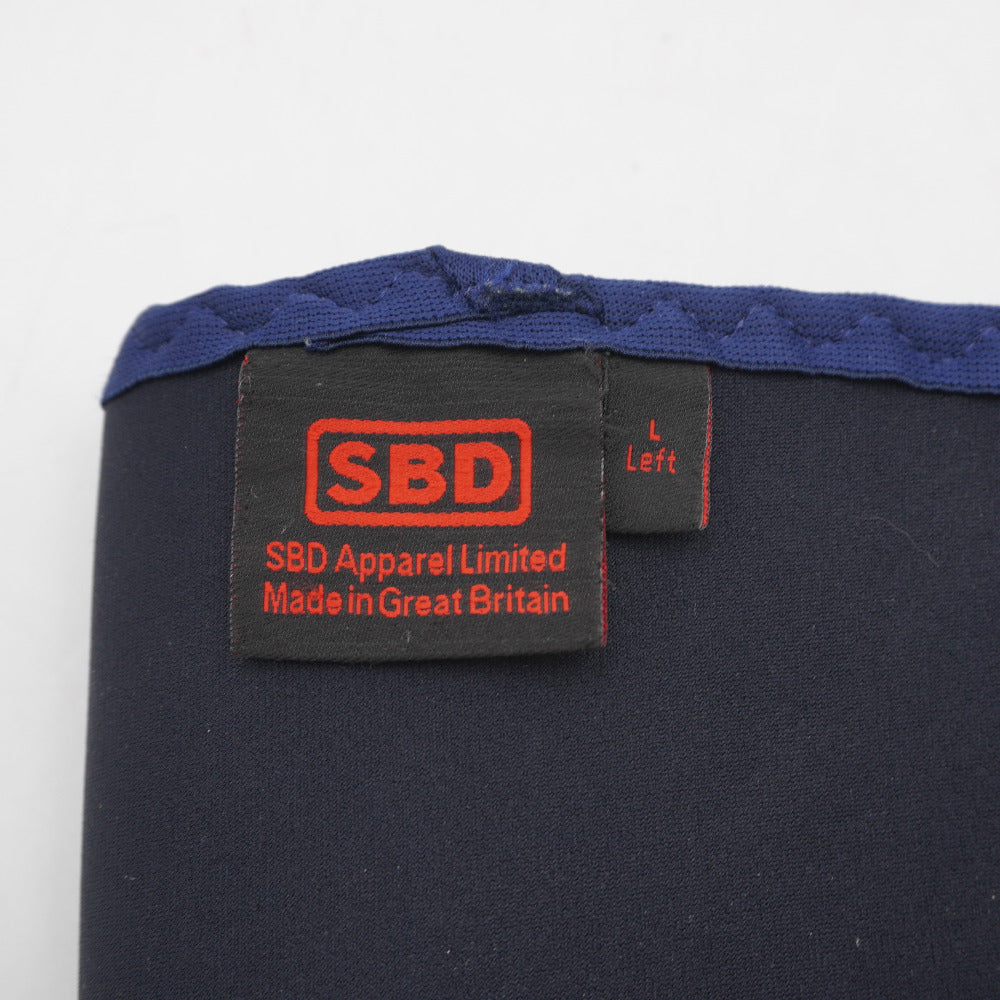 SBD
SBD Apparel Limited
Made in Great Britain
L
Left